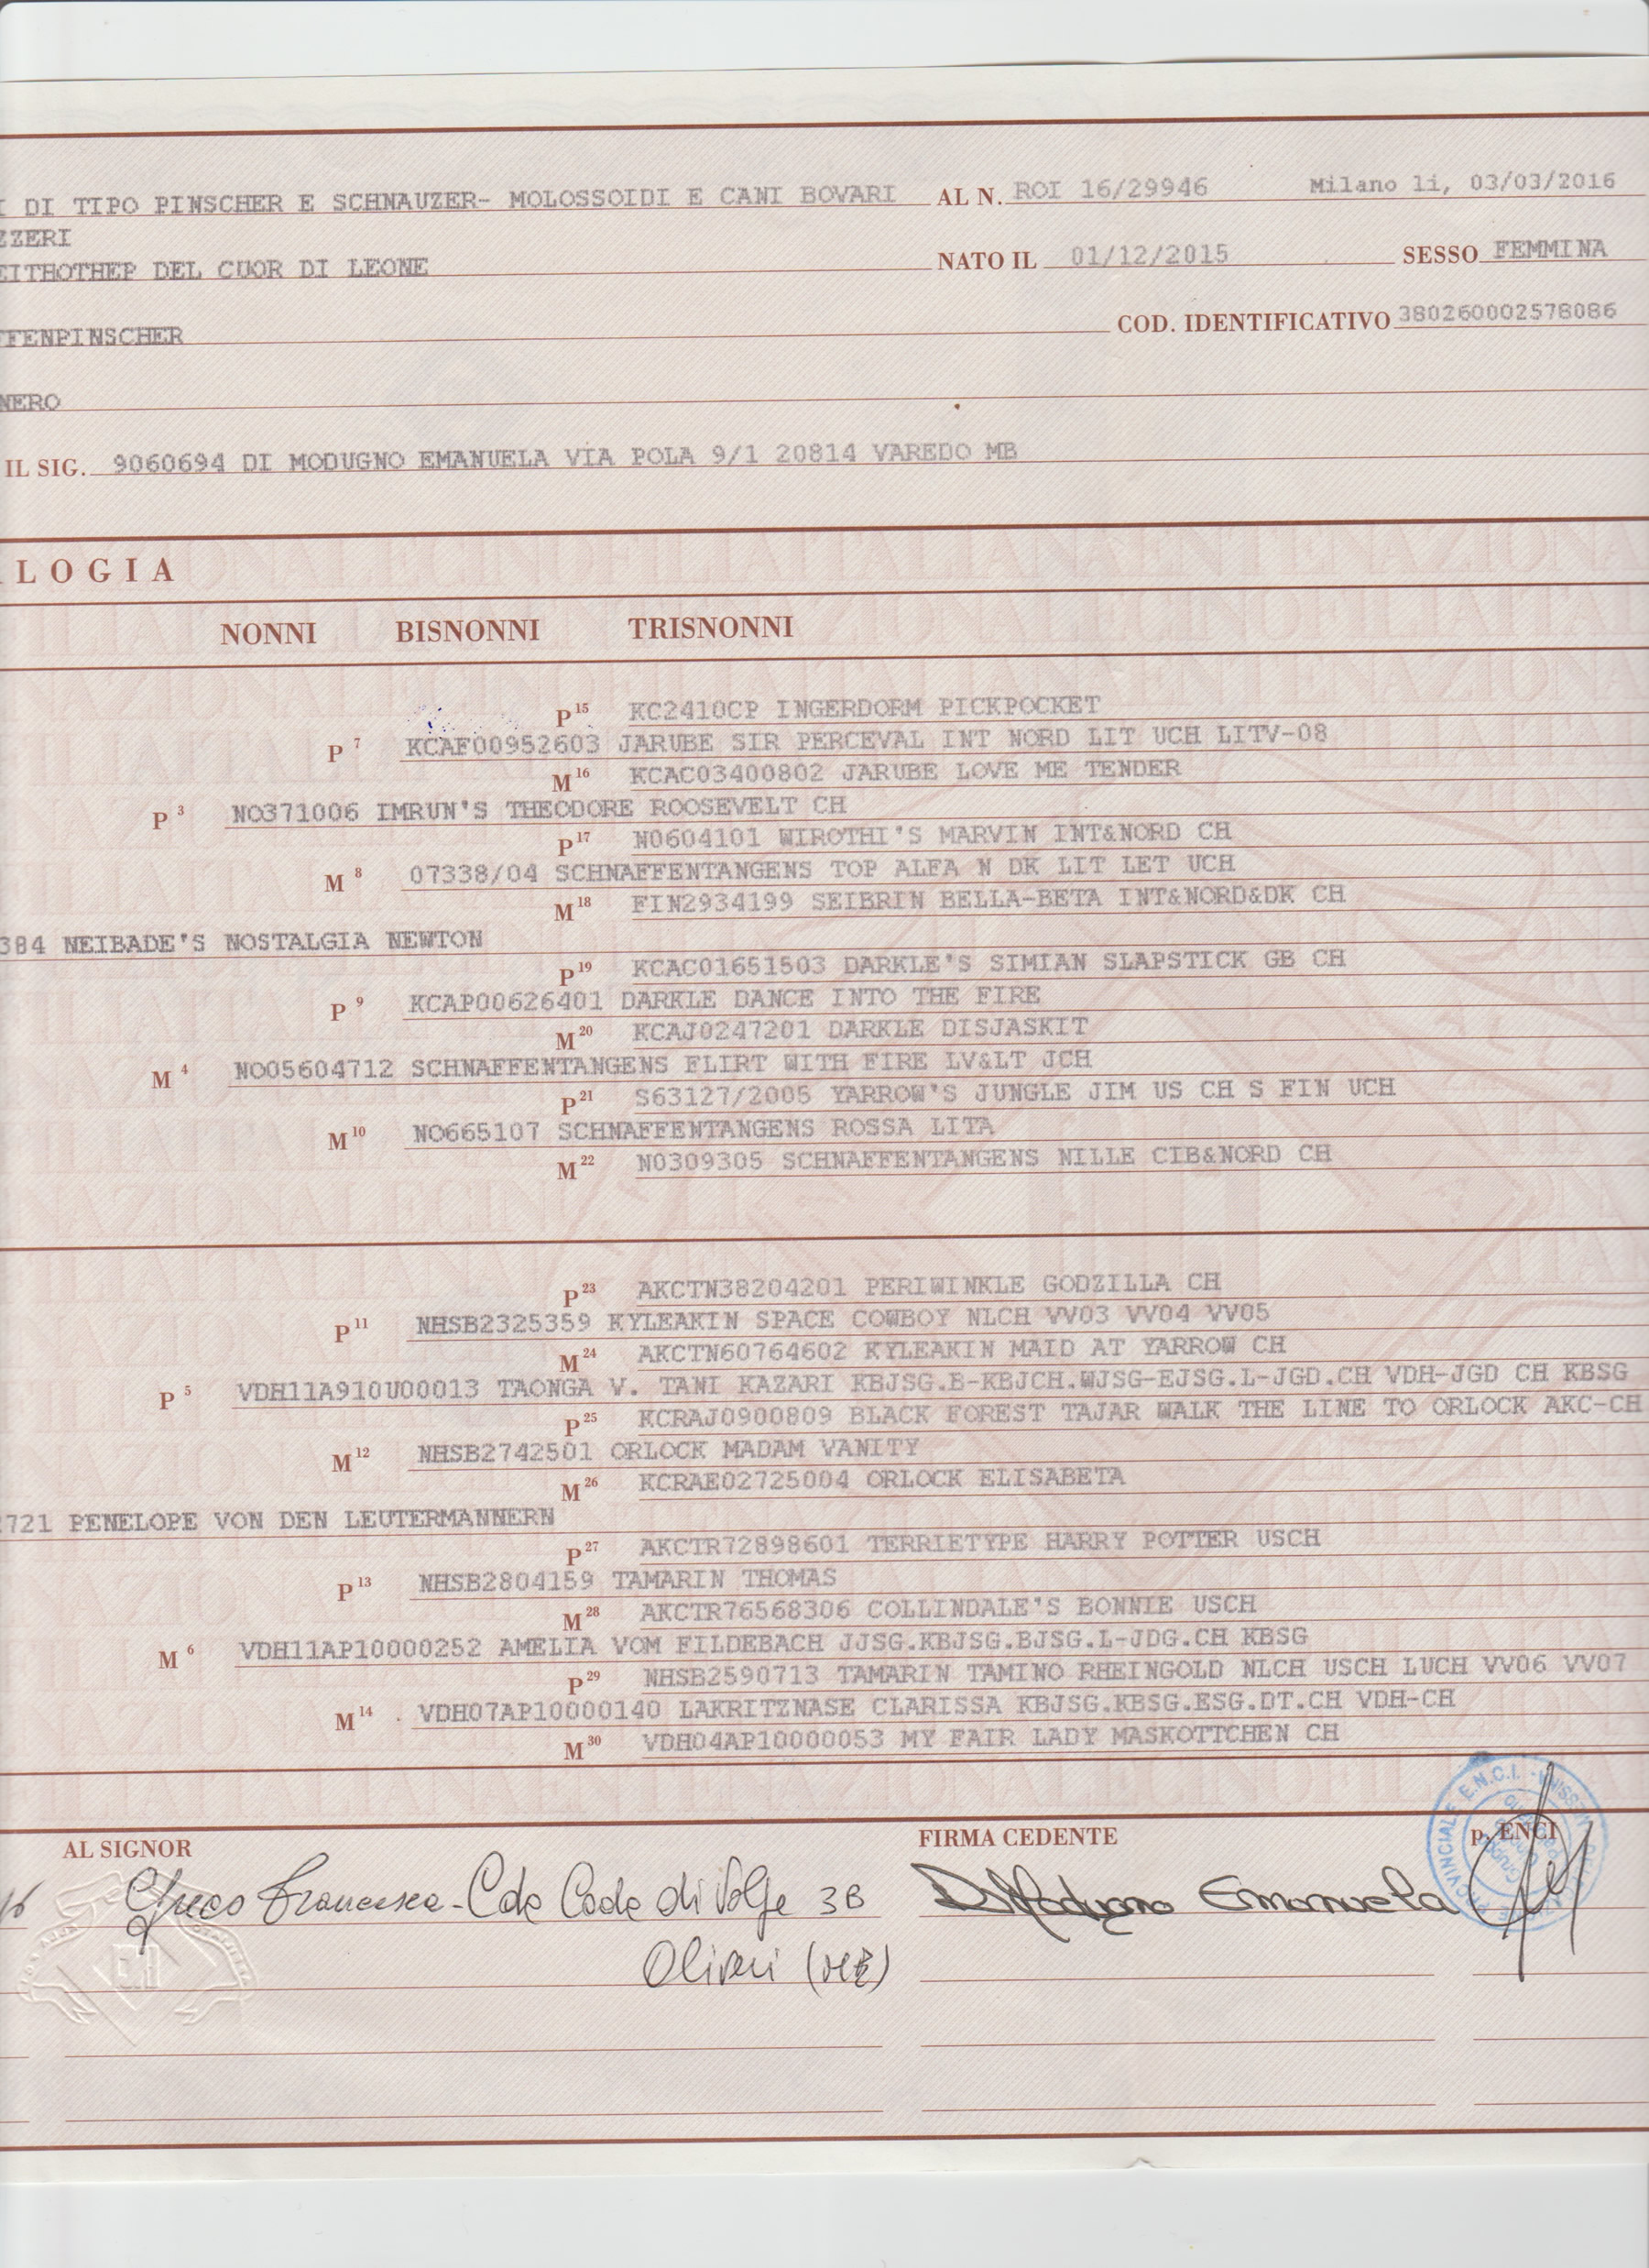 I DI TIPO PINSCHER E SCHNAUZER- MOLOSSOIDI E CANI BOVARI AL N. ROI 16/29946 Milano li, 03/03/2016
ZZERI
EITHOTHEP DEL CUOR DI LEONE NATO IL 01/12/2015 SESSO FEMMINA
FFENPINSCHER COD. IDENTIFICATIVO 380260002578086
NERO
IL SIG. 9060694 DI MODUGNO EMANUELA VIA POLA 9/1 20814 VAREDO MB
LOGIA
NONNI BISNONNI TRISNONNI
P 15 KC2410CP INGERDORM PICKPOCKET
P 7 KCAF00952603 JARUBE SIR PERCEVAL INT NORD LIT UCH LITV-08
M 16 KCAC03400802 JARUBE LOVE ME TENDER
P 3 NO371006 IMRUN'S THEODORE ROOSEVELT CH
P 17 N0604101 WIROTHI'S MARVIN INT&NORD CH
M 8 07338/04 SCHNAFFENTANGENS TOP ALFA N DK LIT LET UCH
M 18 FIN2934199 SEIBRIN BELLA-BETA INT&NORD&DK CH
384 NEIBADE'S NOSTALGIA NEWTON
P 19 KCAC01651503 DARKLE'S SIMIAN SLAPSTICK GB CH
P 9 KCAP00626401 DARKLE DANCE INTO THE FIRE
M 20 KCAJ0247201 DARKLE DISJASKIT
M 4 NO05604712 SCHNAFFENTANGENS FLIRT WITH FIRE LV&LT JCH
P 21 S63127/2005 YARROW'S JUNGLE JIM US CH S FIN UCH
M 10 NO665107 SCHNAFFENTANGENS ROSSA LITA
M 22 N0309305 SCHNAFFENTANGENS NILLE CIB&NORD CH
P 23 AKCTN38204201 PERIWINKLE GODZILLA CH
P 11 NHSB2325359 KYLEAKIN SPACE COWBOY NLCH VV03 VV04 VV05
M 24 AKCTN60764602 KYLEAKIN MAID AT YARROW CH
P 5 VDH11A910U00013 TAONGA V. TANI KAZARI KBJSG.B-KBJCH.WJSG-EJSG.L-JGD.CH VDH-JGD CH KBSG
P 25 KCRAJ0900809 BLACK FOREST TAJAR WALK THE LINE TO ORLOCK AKC-CH
M 12 NHSB2742501 ORLOCK MADAM VANITY
M 26 KCRAE02725004 ORLOCK ELISABETA
721 PENELOPE VON DEN LEUTERMANNERN
P 27 AKCTR72898601 TERRIETYPE HARRY POTTER USCH
P 13 NHSB2804159 TAMARIN THOMAS
M 28 AKCTR76568306 COLLINDALE'S BONNIE USCH
M 6 VDH11AP10000252 AMELIA VOM FILDEBACH JJSG.KBJSG.BJSG.L-JDG.CH KBSG
P 29 NHSB2590713 TAMARIN TAMINO RHEINGOLD NLCH USCH LUCH VV06 VV07
M 14 . VDH07AP10000140 LAKRITZNASE CLARISSA KBJSG.KBSG.ESG.DT.CH VDH-CH
M 30 VDH04AP10000053 MY FAIR LADY MASKOTTCHEN CH
AL SIGNOR FIRMA CEDENTE p. ENCI
16 Greco Francesca - Cda Coda di Volpe 3B Di Modugno Emanuela
Oliveri (ME)